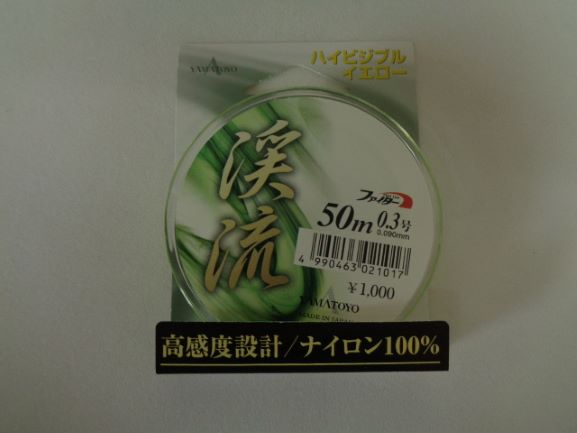 YAMATOYO
ハイビジブル
イエロー
渓流
ファイター
50m 0.3号
0.090mm
4 990463 021017
¥1,000
YAMATOYO
MADE IN JAPAN
高感度設計/ナイロン100%